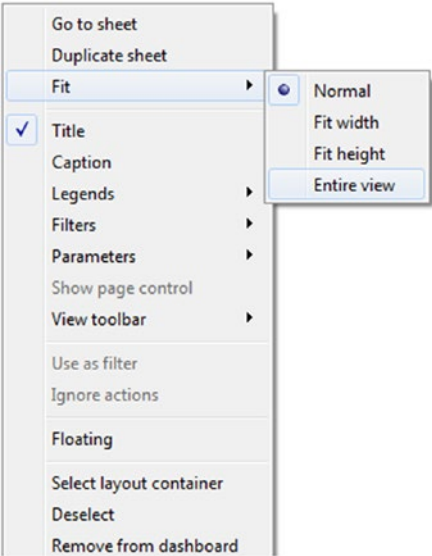 Go to sheet
Duplicate sheet
Fit
Normal
Title
Fit width
Caption
Fit height
Legends
Entire view
Filters
Parameters
Show page control
View toolbar
Use as filter
Ignore actions
Floating
Select layout container
Deselect
Remove from dashboard